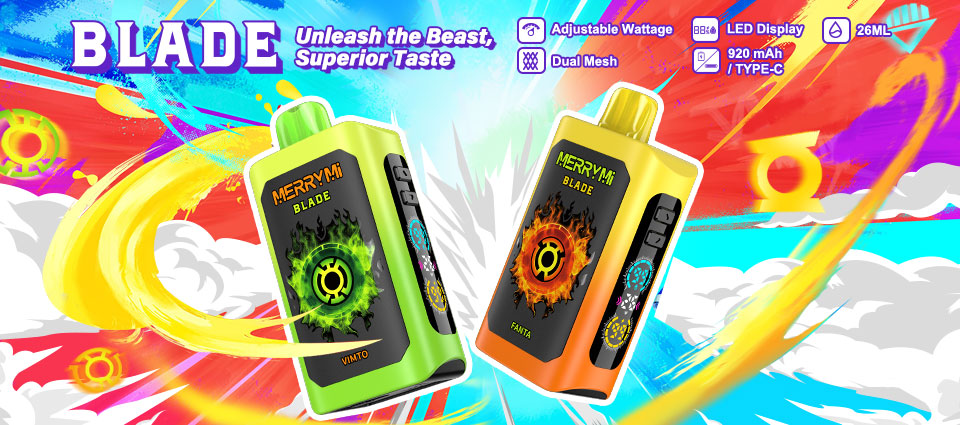 BLADE
Unleash the Beast,
Superior Taste
Adjustable Wattage
LED Display
26ML
Dual Mesh
920 mAh
/ TYPE-C
MERRYMi
BLADE
VIMTO
MERRYMi
BLADE
FANTA
28